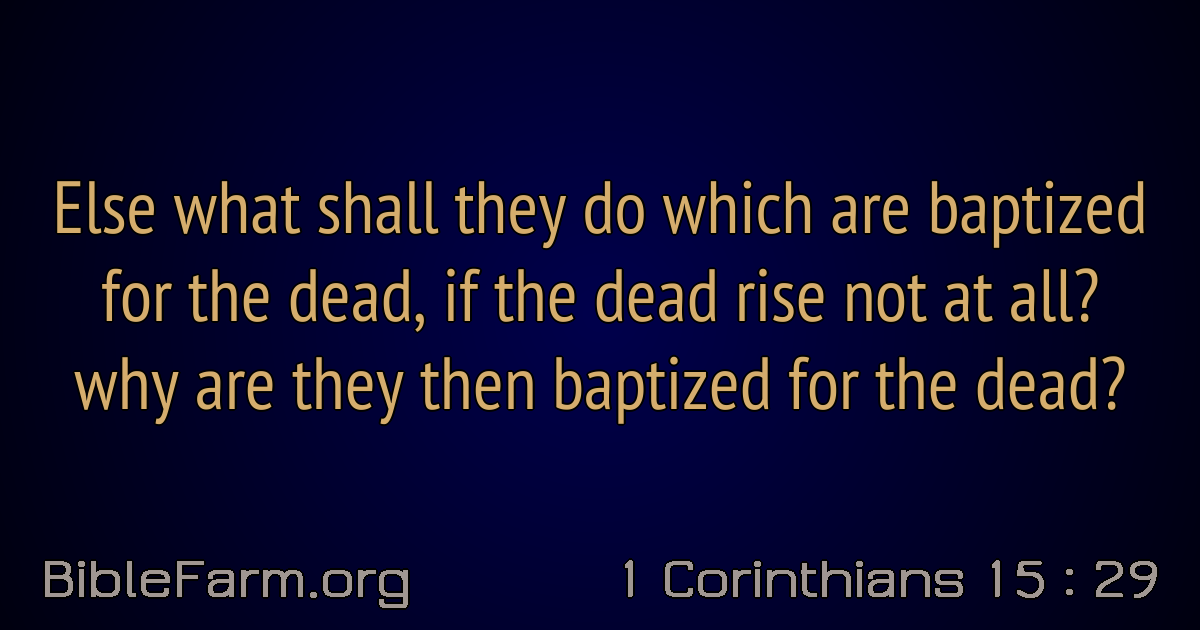 Else what shall they do which are baptized
for the dead, if the dead rise not at all?
why are they then baptized for the dead?
BibleFarm.org
1 Corinthians 15 : 29